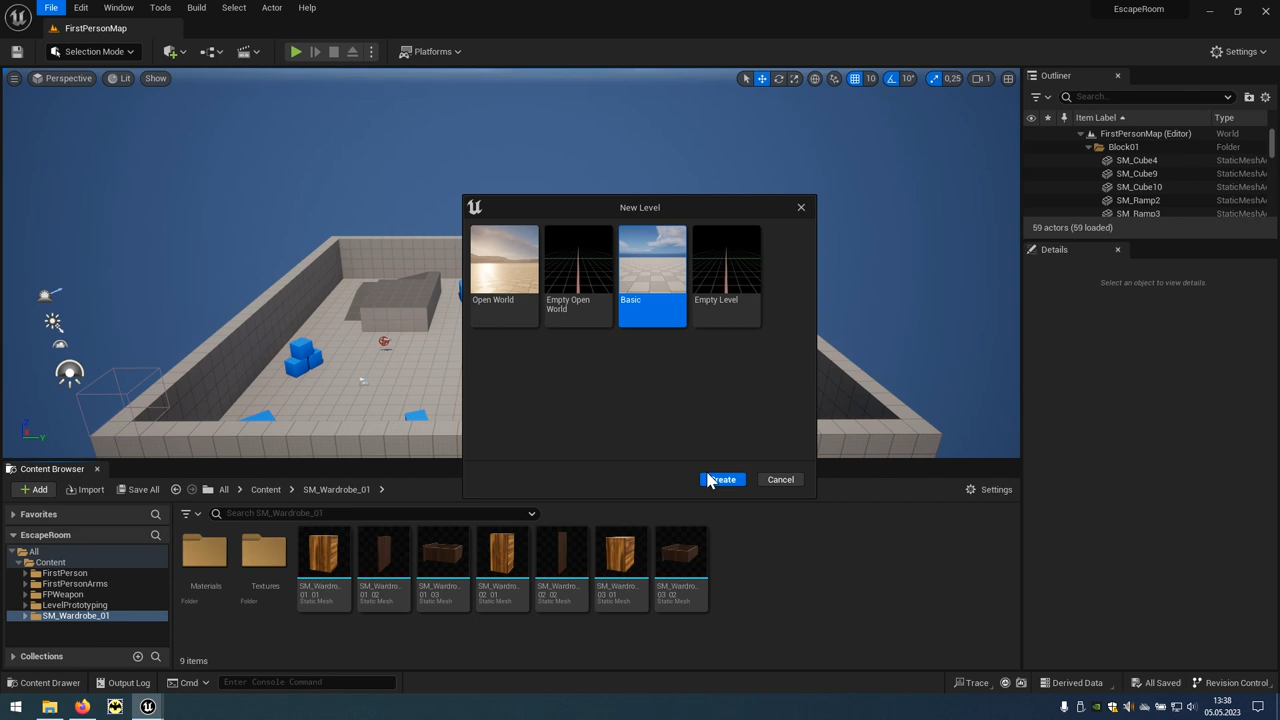 File Edit Window Tools Build Select Actor Help
EscapeRoom
FirstPersonMap
Selection Mode
Platforms
Settings
Perspective
Lit
Show
10
10°
0,25
1
New Level
Open World
Empty Open
World
Basic
Empty Level
Create
Cancel
Outliner
Search...
Item Label
Type
FirstPersonMap (Editor)
World
Block01
Folder
SM_Cube4
StaticMeshA
SM_Cube9
StaticMeshA
SM_Cube10
StaticMeshA
SM_Ramp2
StaticMeshA
SM_Ramp3
StaticMeshA
59 actors (59 loaded)
Details
Select an object to view details.
Content Browser
Add
Import
Save All
All
Content
SM_Wardrobe_01
Settings
Favorites
EscapeRoom
All
Content
FirstPerson
FirstPersonArms
FPWeapon
LevelPrototyping
SM_Wardrobe_01
Collections
Search SM_Wardrobe_01
Materials
Folder
Textures
Folder
SM_Wardro..
01_01
Static Mesh
SM_Wardro..
01_02
Static Mesh
SM_Wardro..
01_03
Static Mesh
SM_Wardro..
02_01
Static Mesh
SM_Wardro..
02_02
Static Mesh
SM_Wardro..
03_01
Static Mesh
SM_Wardro..
03_02
Static Mesh
9 items
Content Drawer
Output Log
Cmd
Enter Console Command
Trace
Derived Data
All Saved
Revision Control
13:38
05.05.2023